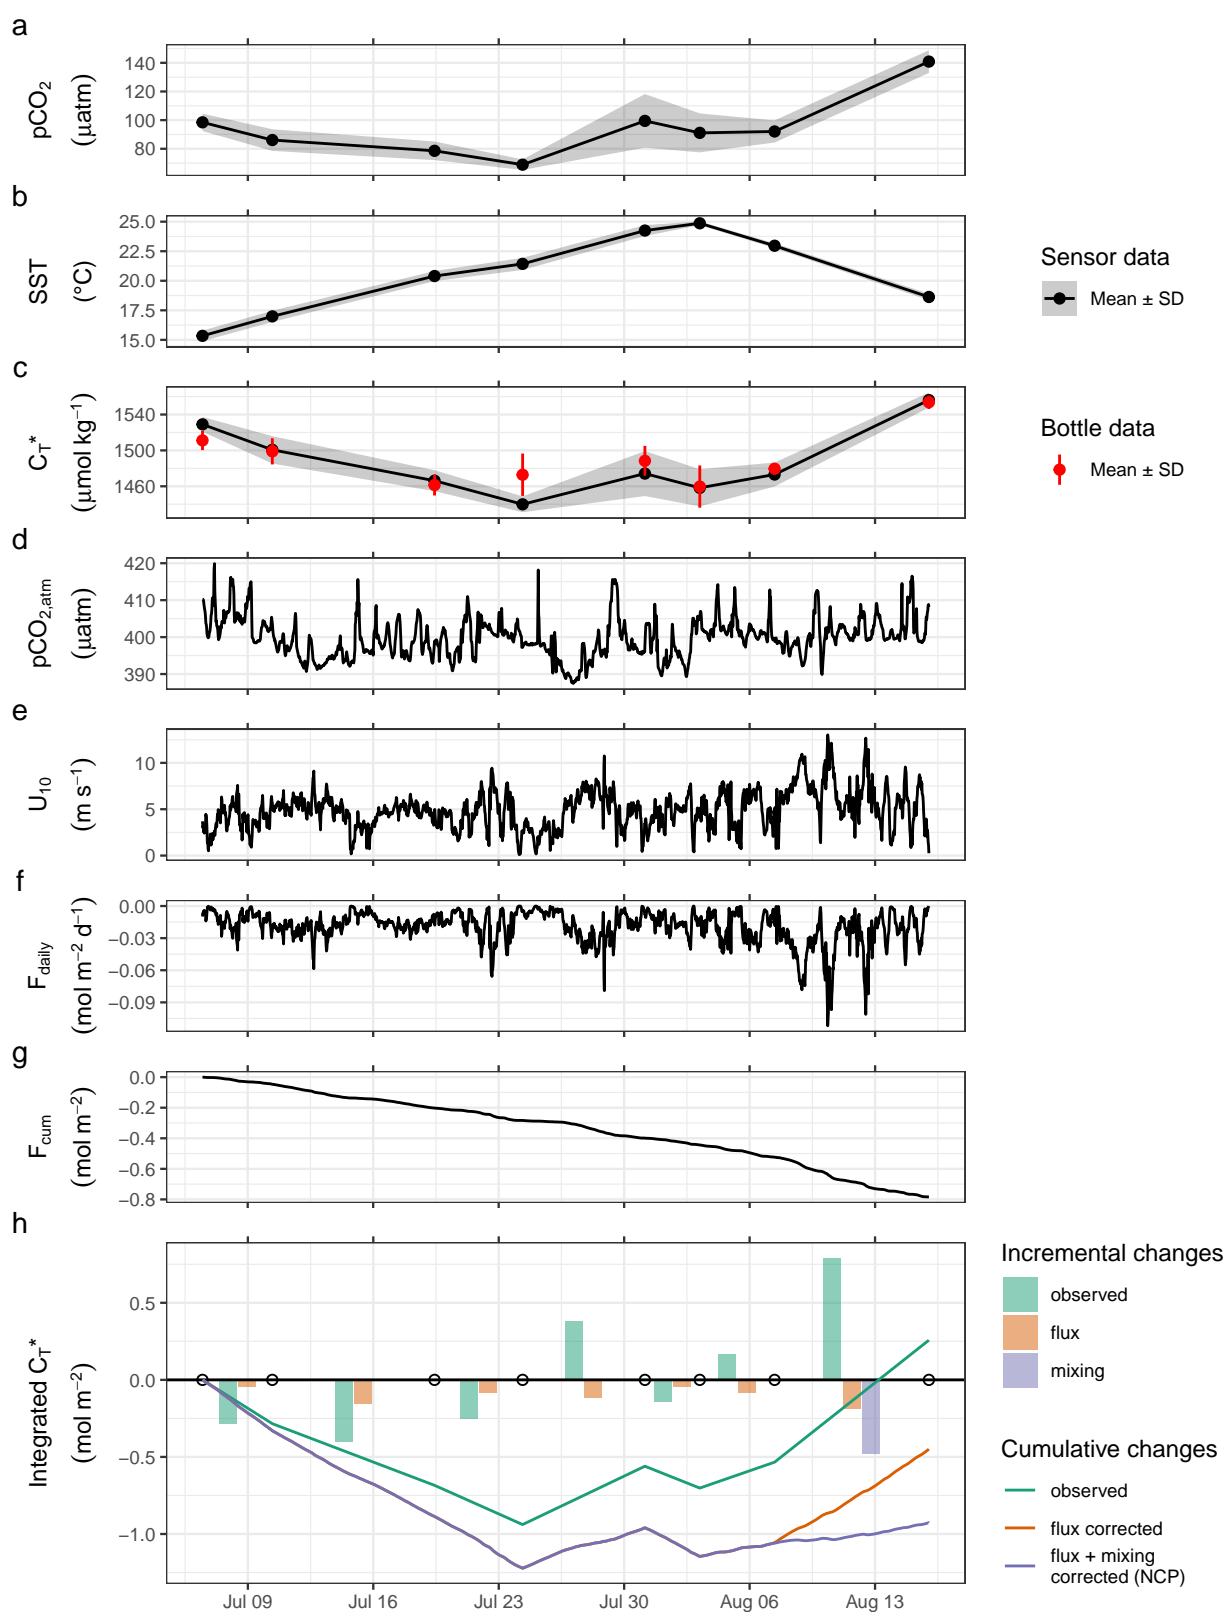 a
pCO₂
(µatm)
140
120
100
80
b
SST
(°C)
25.0
22.5
20.0
17.5
15.0
Sensor data
Mean ± SD
c
C_T*
(µmol kg⁻¹)
1540
1500
1460
Bottle data
Mean ± SD
d
pCO₂,atm
(µatm)
420
410
400
390
e
U₁₀
(m s⁻¹)
10
5
0
f
F_daily
(mol m⁻² d⁻¹)
0.00
−0.03
−0.06
−0.09
g
F_cum
(mol m⁻²)
0.0
−0.2
−0.4
−0.6
−0.8
h
Integrated C_T*
(mol m⁻²)
0.5
0.0
−0.5
−1.0
Jul 09 Jul 16 Jul 23 Jul 30 Aug 06 Aug 13
Incremental changes
observed
flux
mixing
Cumulative changes
observed
flux corrected
flux + mixing
corrected (NCP)